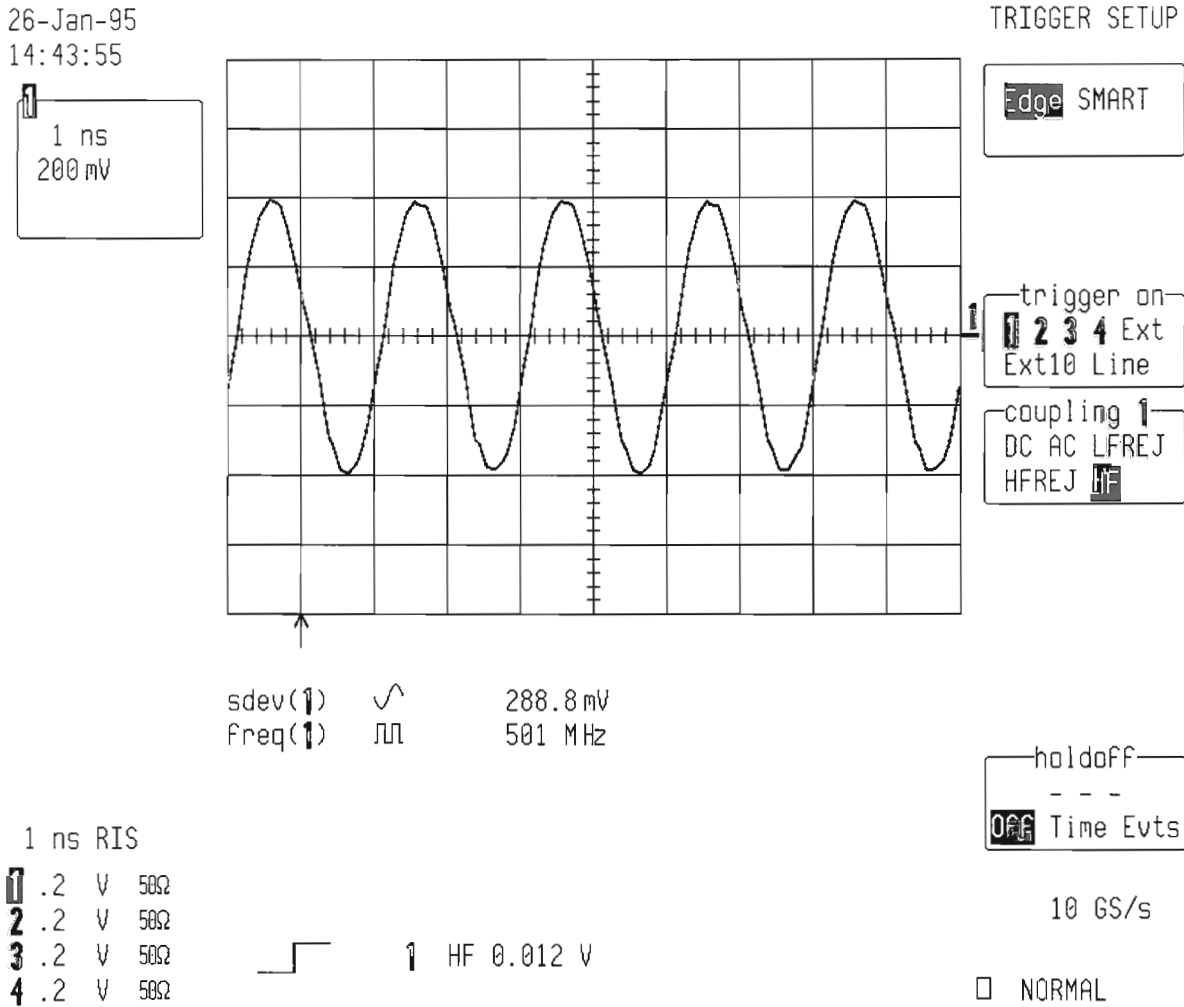 26-Jan-95
14:43:55
TRIGGER SETUP
1
1 ns
200 mV
Edge SMART
1
trigger on
1 2 3 4 Ext
Ext10 Line
coupling 1
DC AC LFREJ
HFREJ HF
sdev(1) 288.8 mV
freq(1) 501 MHz
holdoff
- - -
Off Time Evts
1 ns RIS
1 .2 V 50Ω
2 .2 V 50Ω
3 .2 V 50Ω
4 .2 V 50Ω
1 HF 0.012 V
10 GS/s
□ NORMAL